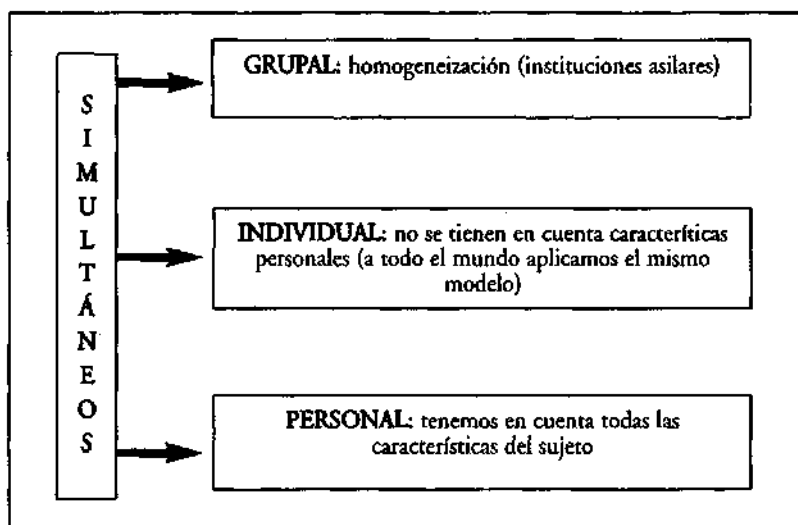 SIMULTÁNEOS
GRUPAL: homogeneización (instituciones asilares)
INDIVIDUAL: no se tienen en cuenta características
personales (a todo el mundo aplicamos el mismo
modelo)
PERSONAL: tenemos en cuenta todas las
características del sujeto